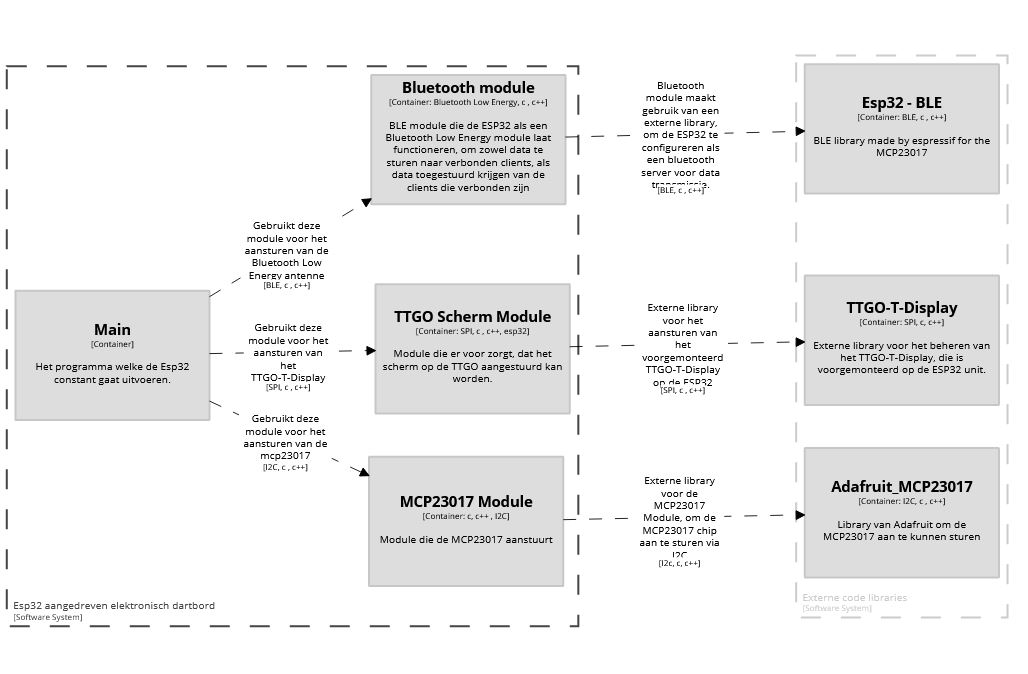 Bluetooth module
[Container: Bluetooth Low Energy, c , c++]
BLE module die de ESP32 als een
Bluetooth Low Energy module laat
functioneren, om zowel data te
sturen naar verbonden clients, als
data toegestuurd krijgen van de
clients die verbonden zijn
Bluetooth
module maakt
gebruik van een
externe library,
om de ESP32 te
configureren als
een bluetooth
server voor data
transmissie.
[BLE, c , c++]
Esp32 - BLE
[Container: BLE, c , c++]
BLE library made by espressif for the
MCP23017
Gebruikt deze
module voor het
aansturen van de
Bluetooth Low
Energy antenne
[BLE, c , c++]
Main
[Container]
Het programma welke de Esp32
constant gaat uitvoeren.
Gebruikt deze
module voor het
aansturen van
het
TTGO-T-Display
[SPI, c , c++]
TTGO Scherm Module
[Container: SPI, c , c++, esp32]
Module die er voor zorgt, dat het
scherm op de TTGO aangestuurd kan
worden.
Externe library
voor het
aansturen van
het
voorgemonteerd
TTGO-T-Display
op de ESP32
[SPI, c , c++]
TTGO-T-Display
[Container: SPI, c, c++]
Externe library voor het beheren van
het TTGO-T-Display, die is
voorgemonteerd op de ESP32 unit.
Gebruikt deze
module voor het
aansturen van de
mcp23017
[I2C, c , c++]
MCP23017 Module
[Container: c, c++ , I2C]
Module die de MCP23017 aanstuurt
Externe library
voor de
MCP23017
Module, om de
MCP23017 chip
aan te sturen via
I2C
[I2c, c, c++]
Adafruit_MCP23017
[Container: I2C, c , c++]
Library van Adafruit om de
MCP23017 aan te kunnen sturen
Esp32 aangedreven elektronisch dartbord
[Software System]
Externe code libraries
[Software System]